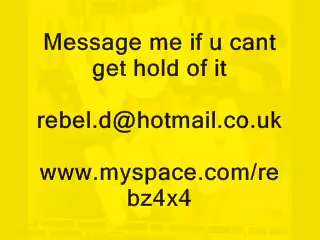 Message me if u cant
get hold of it
rebel.d@hotmail.co.uk
www.myspace.com/re
bz4x4